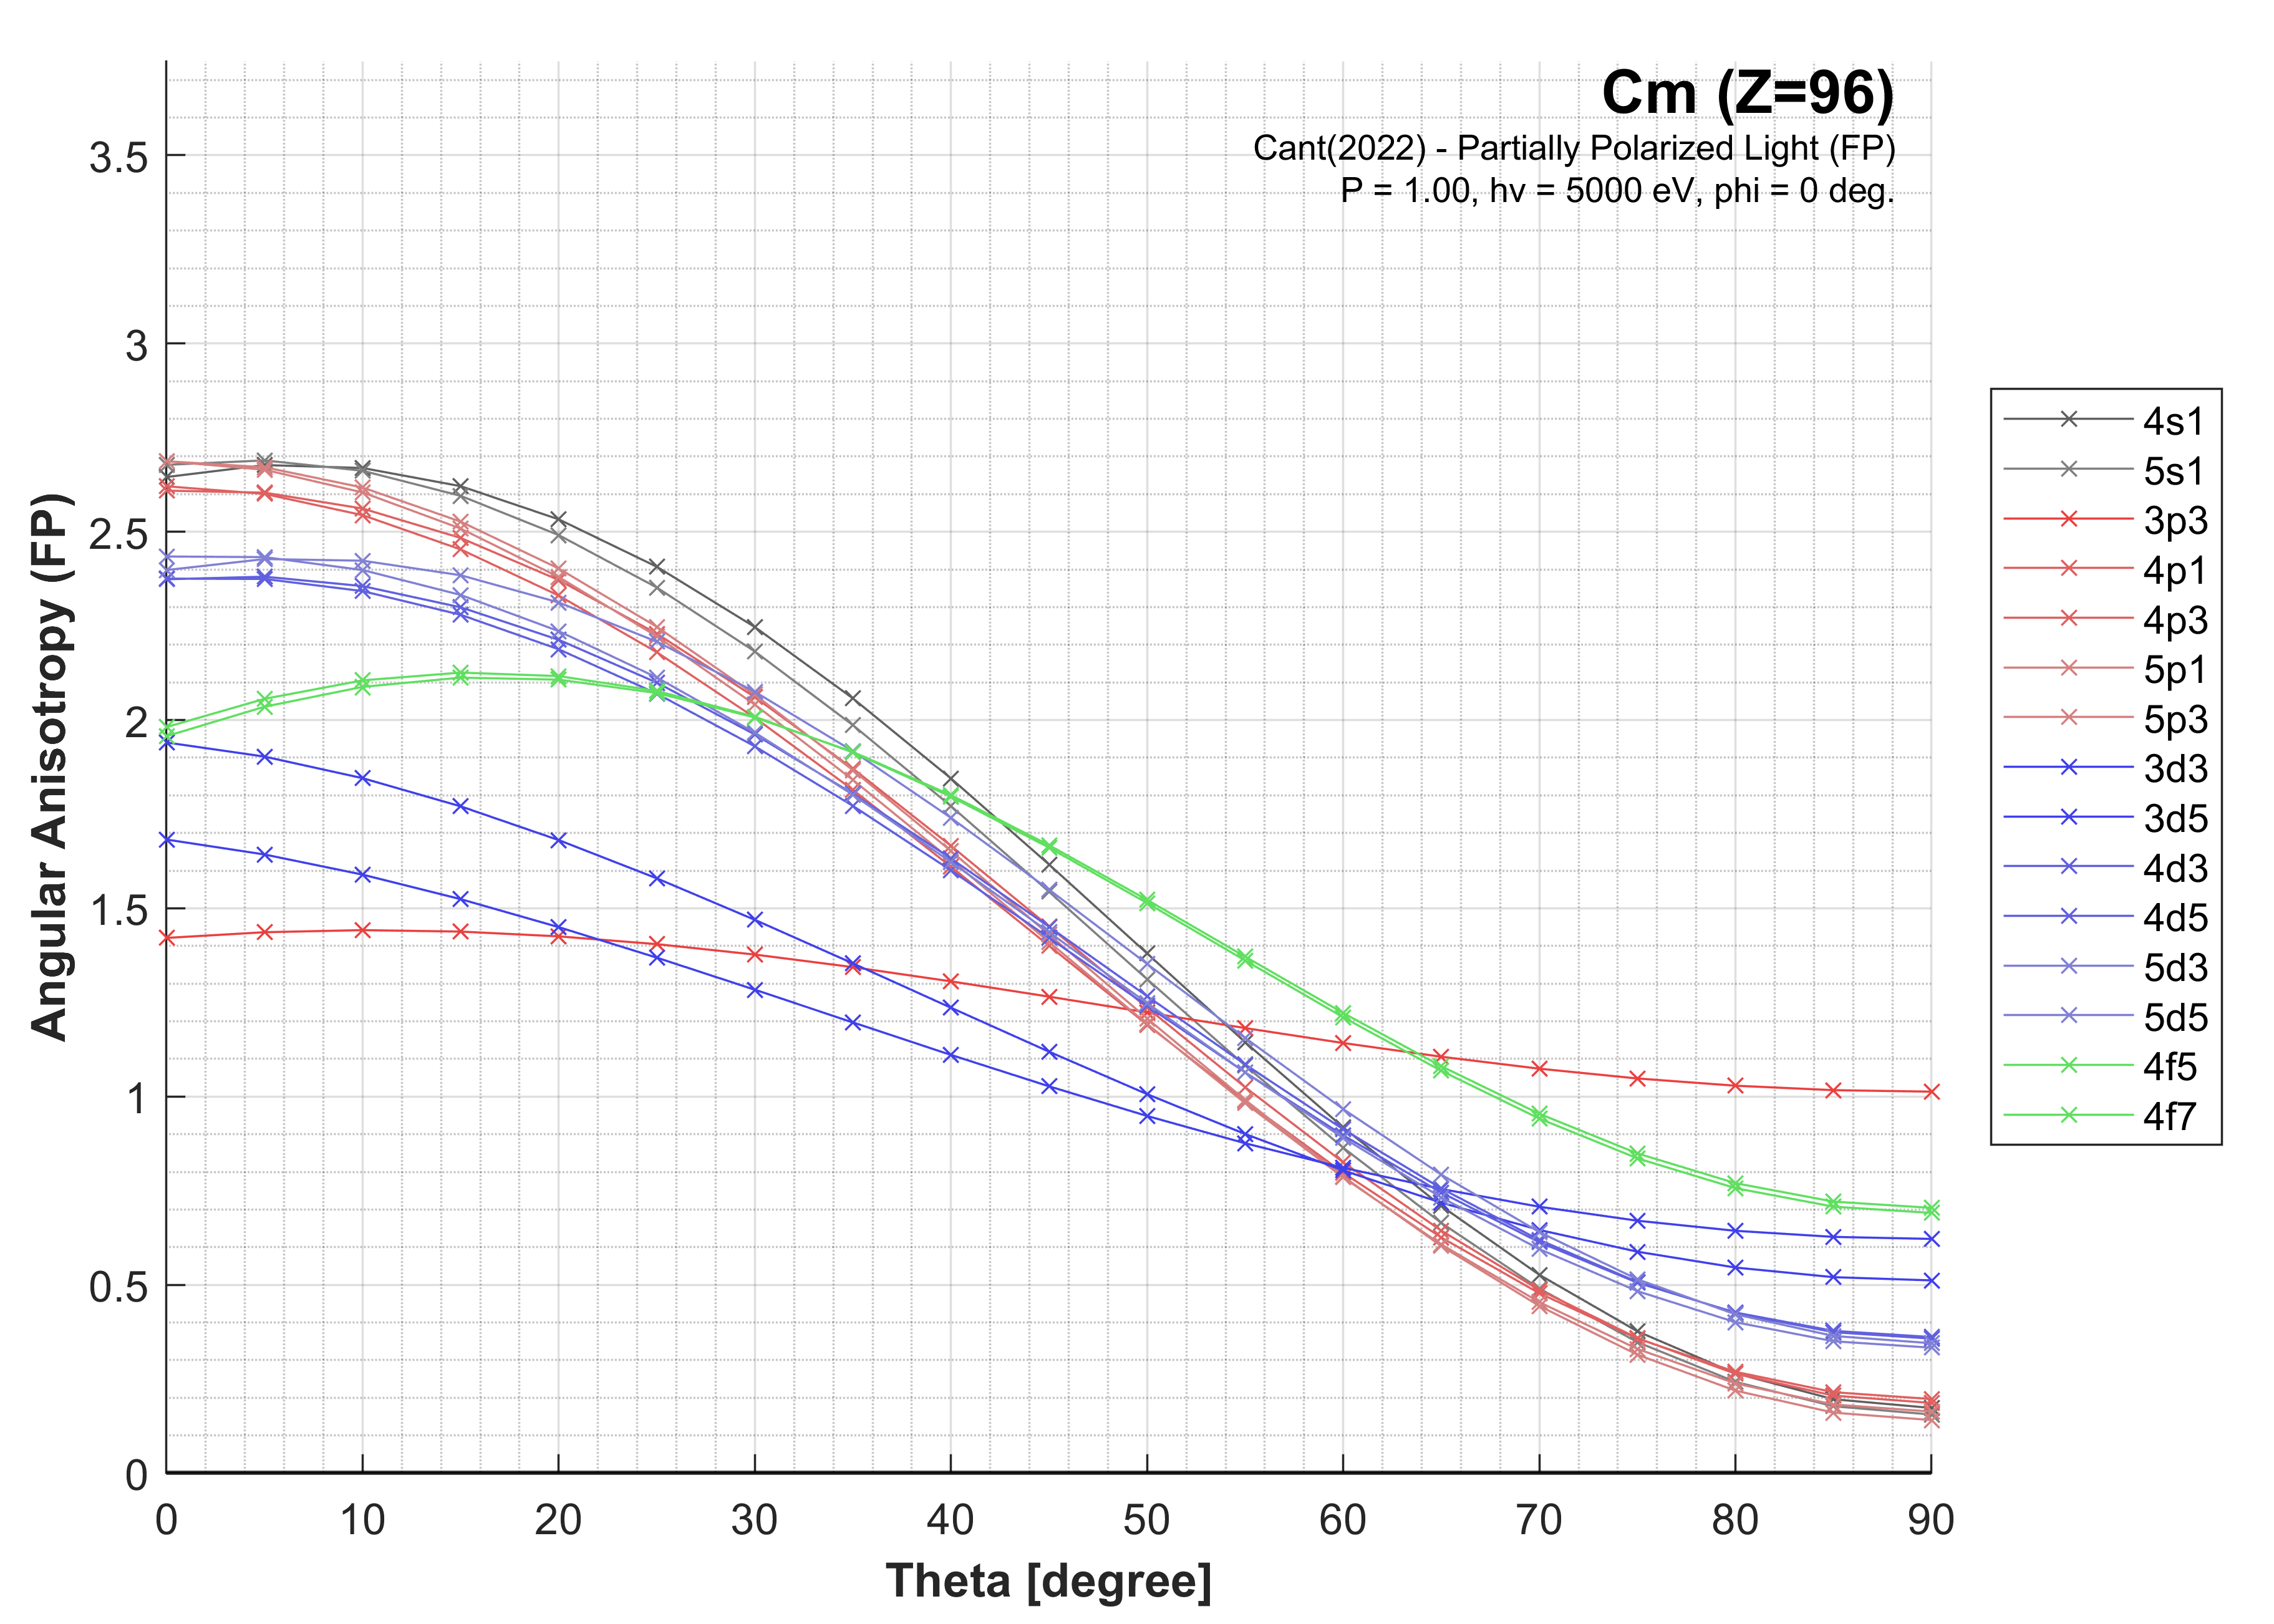 Cm (Z=96)
Cant(2022) - Partially Polarized Light (FP)
P = 1.00, hv = 5000 eV, phi = 0 deg.
Angular Anisotropy (FP)
3.5
3
2.5
2
1.5
1
0.5
0
0 10 20 30 40 50 60 70 80 90
Theta [degree]
4s1
5s1
3p3
4p1
4p3
5p1
5p3
3d3
3d5
4d3
4d5
5d3
5d5
4f5
4f7